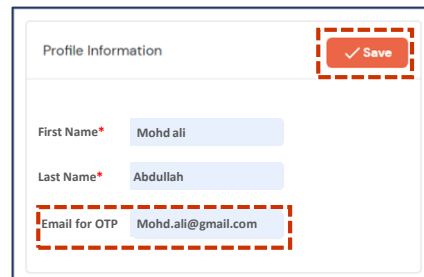 Profile Information
Save
First Name* Mohd ali
Last Name* Abdullah
Email for OTP Mohd.ali@gmail.com